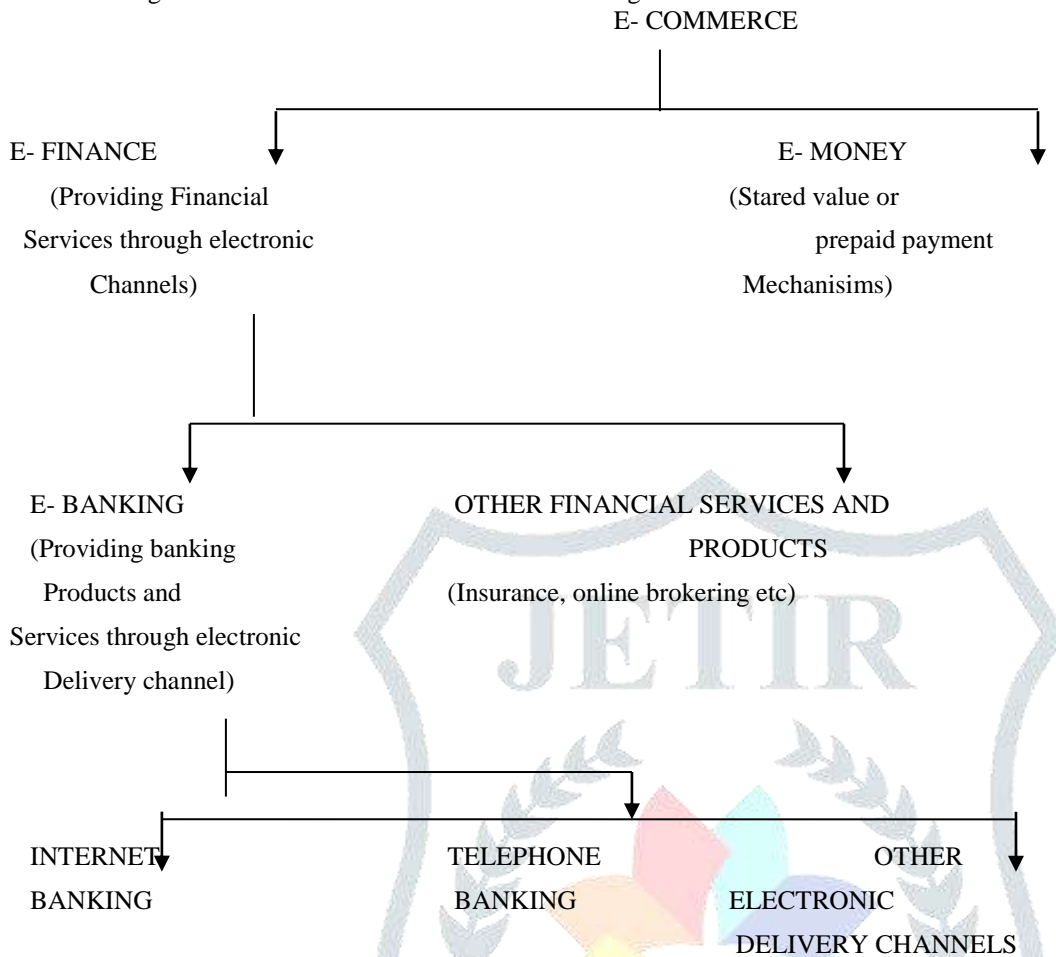 E- COMMERCE
E- FINANCE E- MONEY
(Providing Financial (Stared value or
Services through electronic prepaid payment
Channels) Mechanisims)
E- BANKING OTHER FINANCIAL SERVICES AND
(Providing banking PRODUCTS
Products and (Insurance, online brokering etc)
Services through electronic
Delivery channel)
JETIR
INTERNET TELEPHONE OTHER
BANKING BANKING ELECTRONIC
DELIVERY CHANNELS